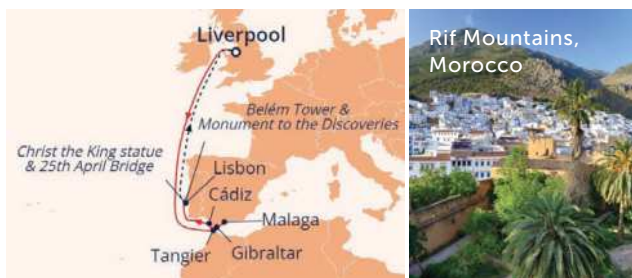 Liverpool
Belém Tower &
Monument to the Discoveries
Christ the King statue
& 25th April Bridge
Lisbon
Cádiz
Malaga
Tangier
Gibraltar
Rif Mountains,
Morocco